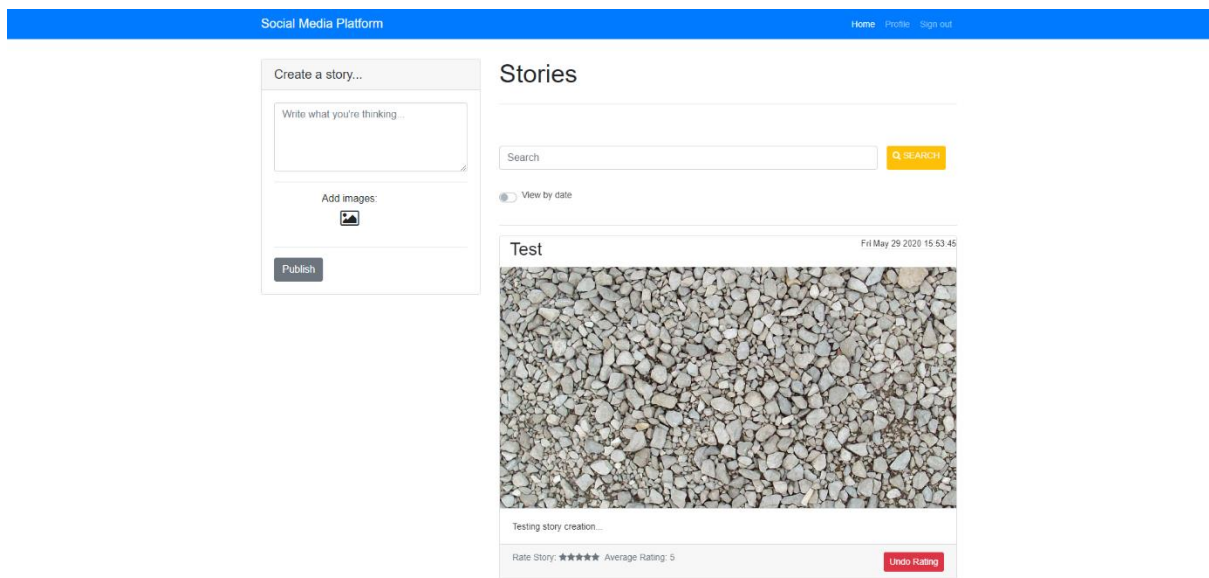 Social Media Platform
Home Profile Sign out
Create a story...
Write what you're thinking...
Add images:
Publish
Stories
Search
SEARCH
View by date
Test
Fri May 29 2020 15:53:45
Testing story creation...
Rate Story: ★★★★★ Average Rating: 5
Undo Rating